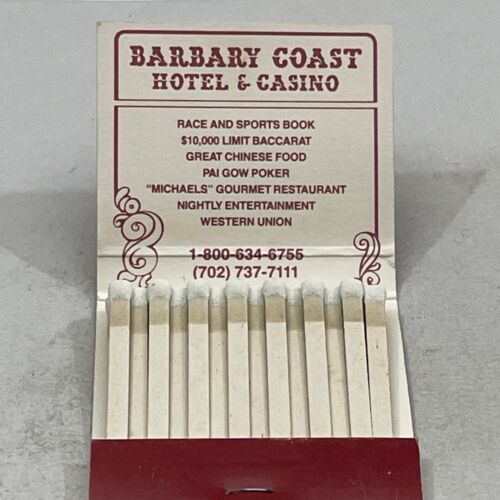 BARBARY COAST
HOTEL & CASINO
RACE AND SPORTS BOOK
$10,000 LIMIT BACCARAT
GREAT CHINESE FOOD
PAI GOW POKER
"MICHAELS" GOURMET RESTAURANT
NIGHTLY ENTERTAINMENT
WESTERN UNION
1-800-634-6755
(702) 737-7111